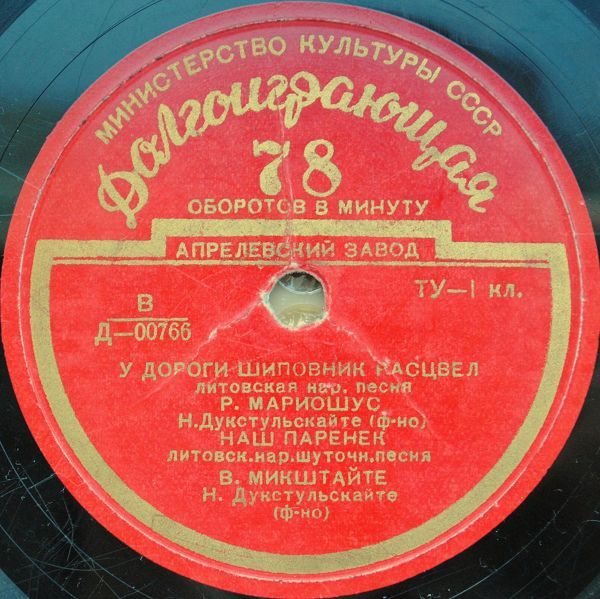 МИНИСТЕРСТВО КУЛЬТУРЫ СССР
Долгоиграющая
78
ОБОРОТОВ В МИНУТУ
АПРЕЛЕВСКИЙ ЗАВОД
В
Д—00766
ТУ—1 кл.
У ДОРОГИ ШИПОВНИК РАСЦВЕЛ
литовская нар. песня
Р. МАРИОШУС
Н.Дукстульскайте (ф-но)
НАШ ПАРЕНЕК
литовск.нар.шуточн.песня
В. МИКШТАЙТЕ
Н. Дукстульскайте
(ф-но)